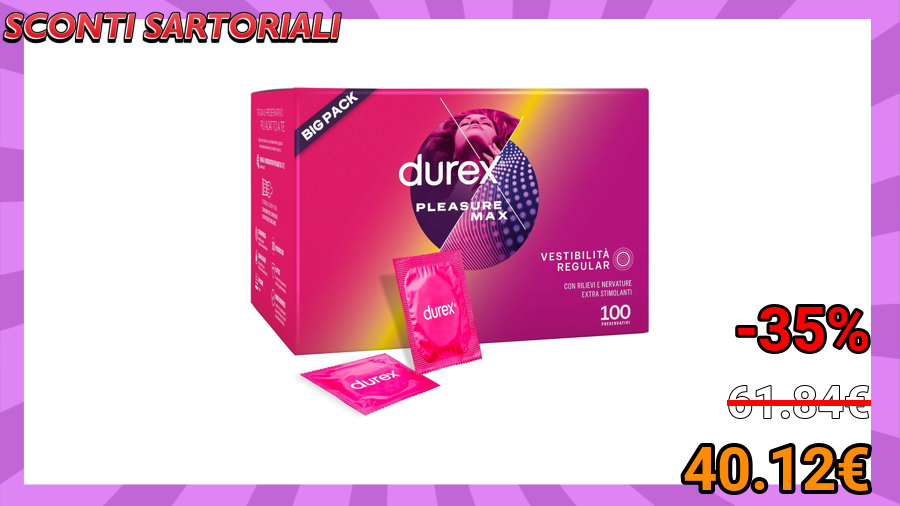 SCONTI SARTORIALI
BIG PACK
durex
PLEASURE
MAX
VESTIBILITÀ
REGULAR
CON RILIEVI E NERVATURE
EXTRA STIMOLANTI
100
PRESERVATIVI
durex
durex
-35%
61.84€
40.12€